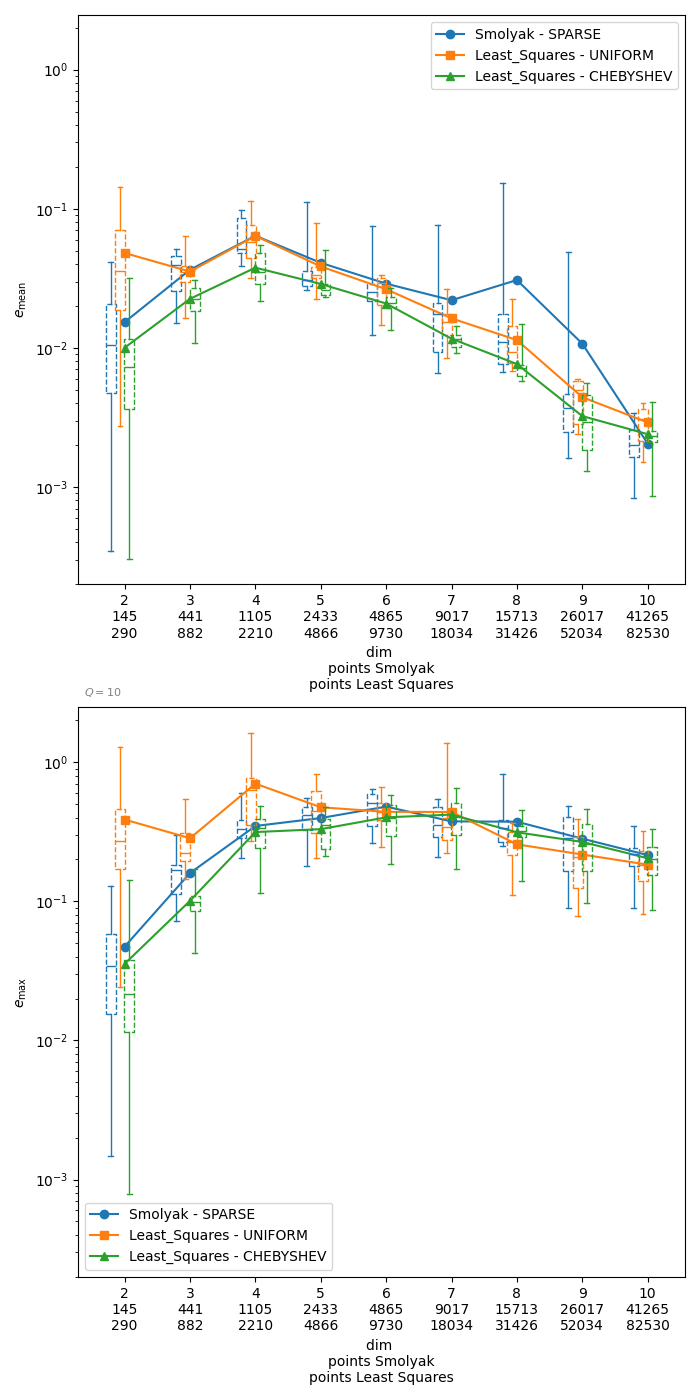 Smolyak - SPARSE
Least_Squares - UNIFORM
Least_Squares - CHEBYSHEV
10⁰
10⁻¹
10⁻²
10⁻³
e_mean
2 3 4 5 6 7 8 9 10
145 441 1105 2433 4865 9017 15713 26017 41265
290 882 2210 4866 9730 18034 31426 52034 82530
dim
points Smolyak
points Least Squares
Q = 10
10⁰
10⁻¹
10⁻²
10⁻³
e_max
Smolyak - SPARSE
Least_Squares - UNIFORM
Least_Squares - CHEBYSHEV
2 3 4 5 6 7 8 9 10
145 441 1105 2433 4865 9017 15713 26017 41265
290 882 2210 4866 9730 18034 31426 52034 82530
dim
points Smolyak
points Least Squares